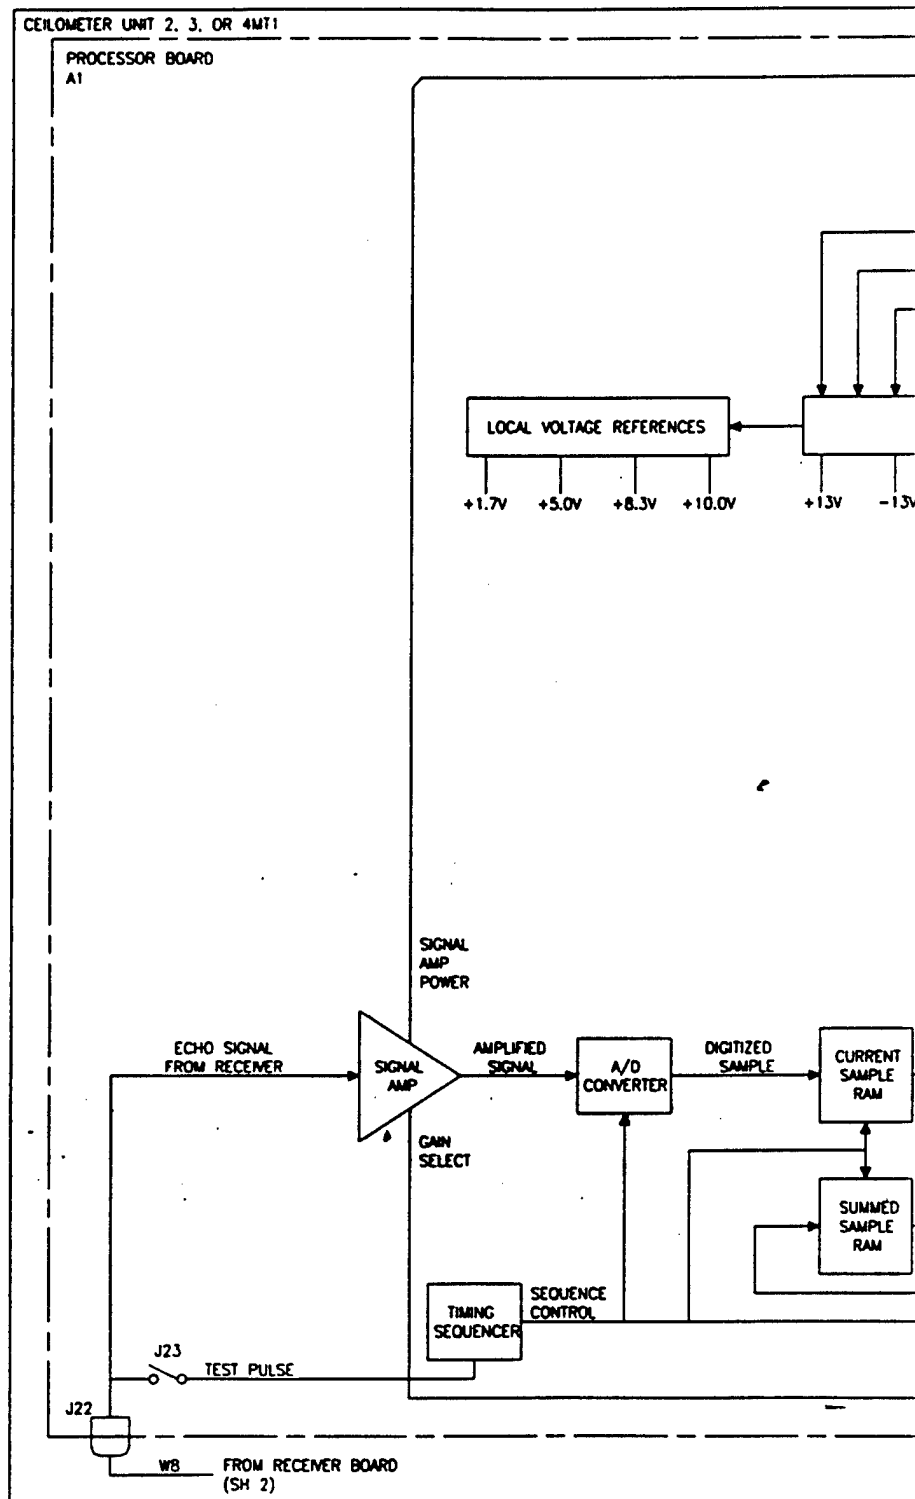 CEILOMETER UNIT 2, 3, OR 4MT1
PROCESSOR BOARD
A1
LOCAL VOLTAGE REFERENCES
+1.7V +5.0V +8.3V +10.0V +13V -13V
SIGNAL
AMP
POWER
ECHO SIGNAL
FROM RECEIVER
SIGNAL
AMP
AMPLIFIED
SIGNAL
A/D
CONVERTER
DIGITIZED
SAMPLE
CURRENT
SAMPLE
RAM
GAIN
SELECT
SUMMED
SAMPLE
RAM
TIMING
SEQUENCER
SEQUENCE
CONTROL
J23
TEST PULSE
J22
W8
FROM RECEIVER BOARD
(SH 2)